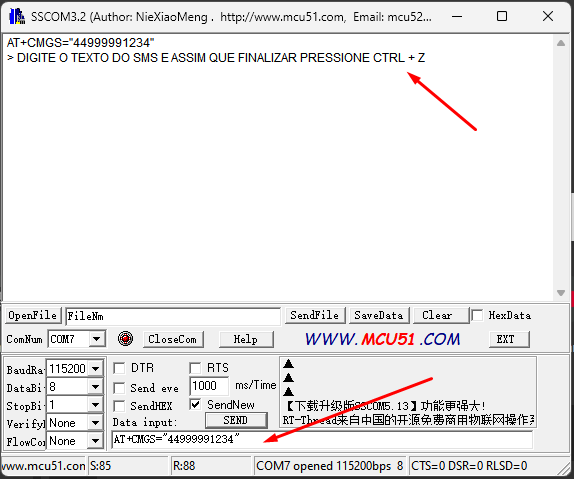 SSCOM3.2 (Author: NieXiaoMeng . http://www.mcu51.com, Email: mcu52...
AT+CMGS="44999991234"
> DIGITE O TEXTO DO SMS E ASSIM QUE FINALIZAR PRESSIONE CTRL + Z
OpenFile FileNm SendFile SaveData Clear HexData
ComNum COM7 CloseCom Help WWW.MCU51.COM EXT
BaudRa 115200 DTR RTS
DataBi 8 Send eve 1000 ms/Time
StopBi 1 SendHEX SendNew
【下载升级版SSCOM5.13】功能更强大!
Verify None Data input: SEND
RT-Thread来自中国的开源免费商用物联网操作系
FlowCon None AT+CMGS="44999991234"
www.mcu51.con S:85 R:88 COM7 opened 115200bps 8 CTS=0 DSR=0 RLSD=0